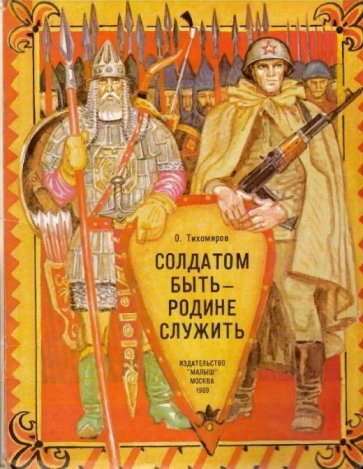 О. Тихомиров
СОЛДАТОМ
БЫТЬ—
РОДИНЕ
СЛУЖИТЬ
ИЗДАТЕЛЬСТВО
"МАЛЫШ"
МОСКВА
1989